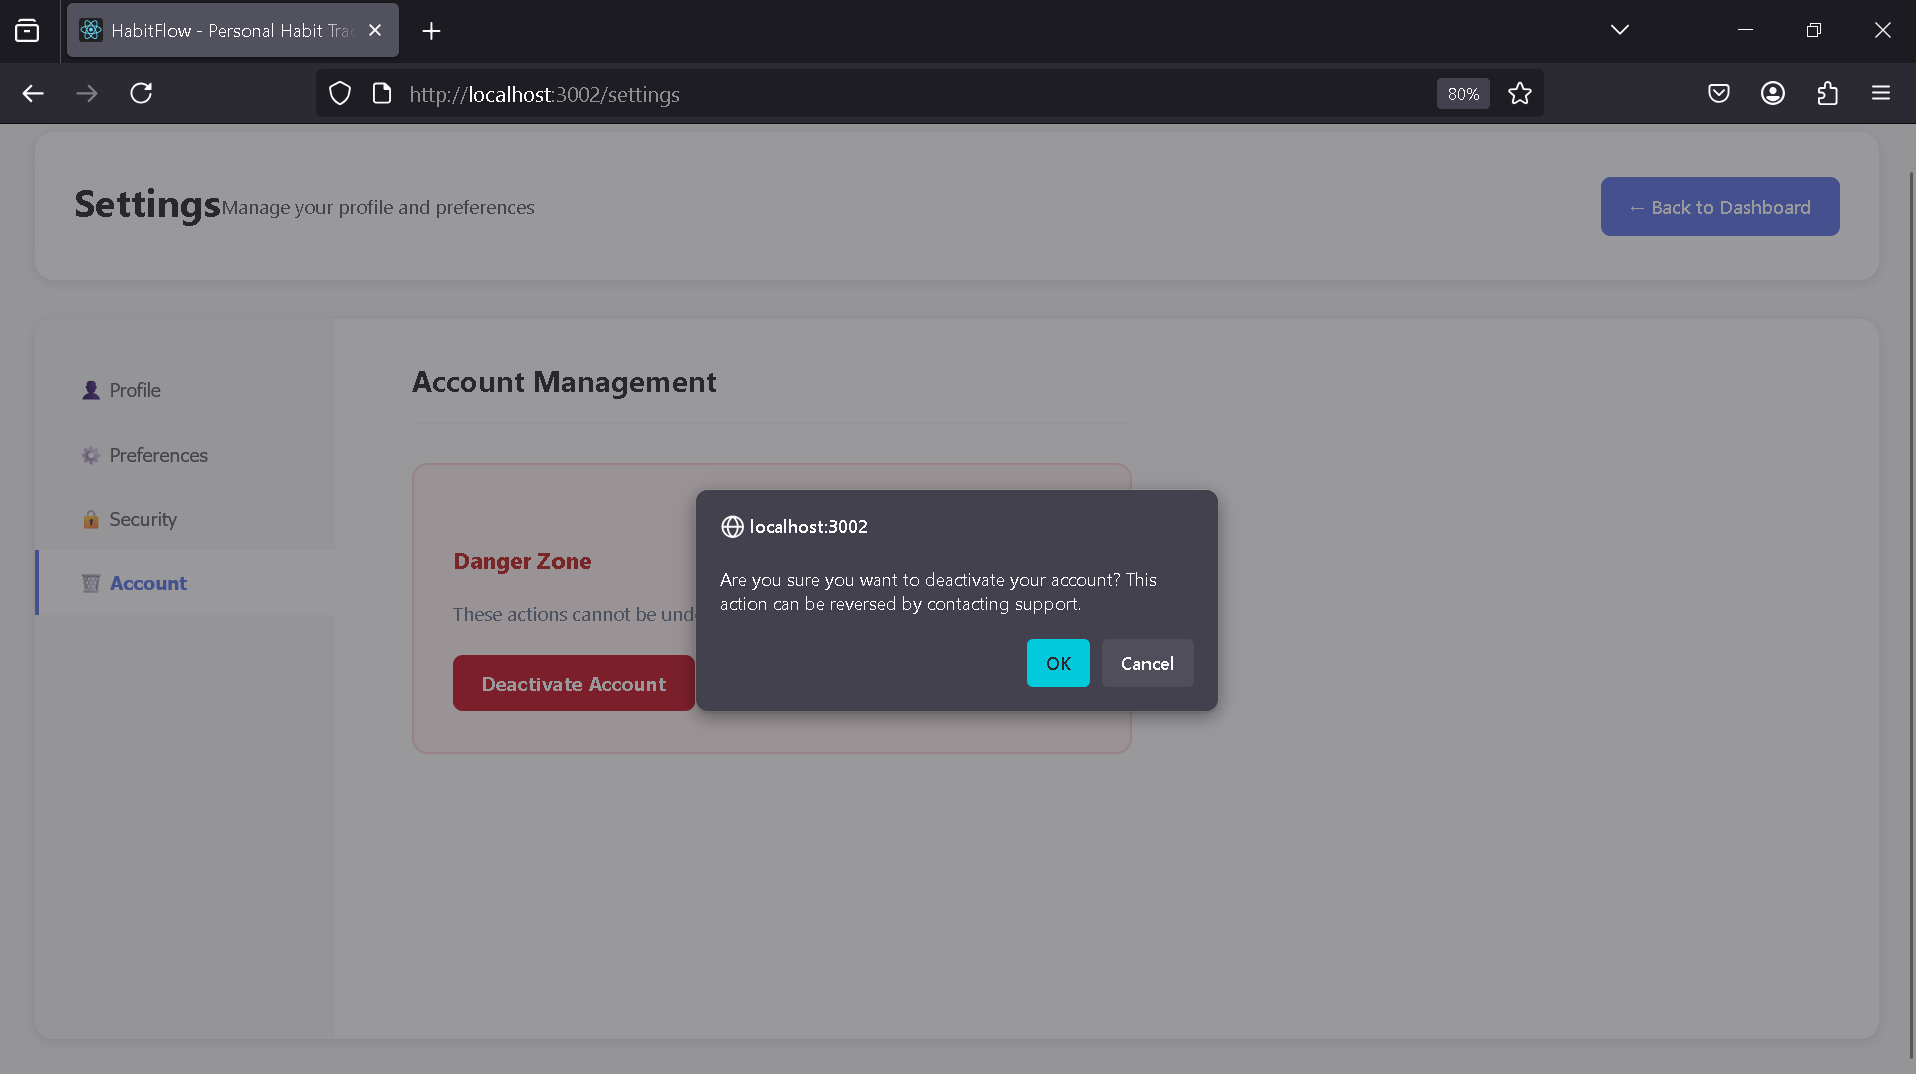 HabitFlow - Personal Habit Tra
http://localhost:3002/settings
80%
Settings
Manage your profile and preferences
← Back to Dashboard
Profile
Preferences
Security
Account
Account Management
Danger Zone
These actions cannot be
Deactivate Account
localhost:3002
Are you sure you want to deactivate your account? This
action can be reversed by contacting support.
OK
Cancel